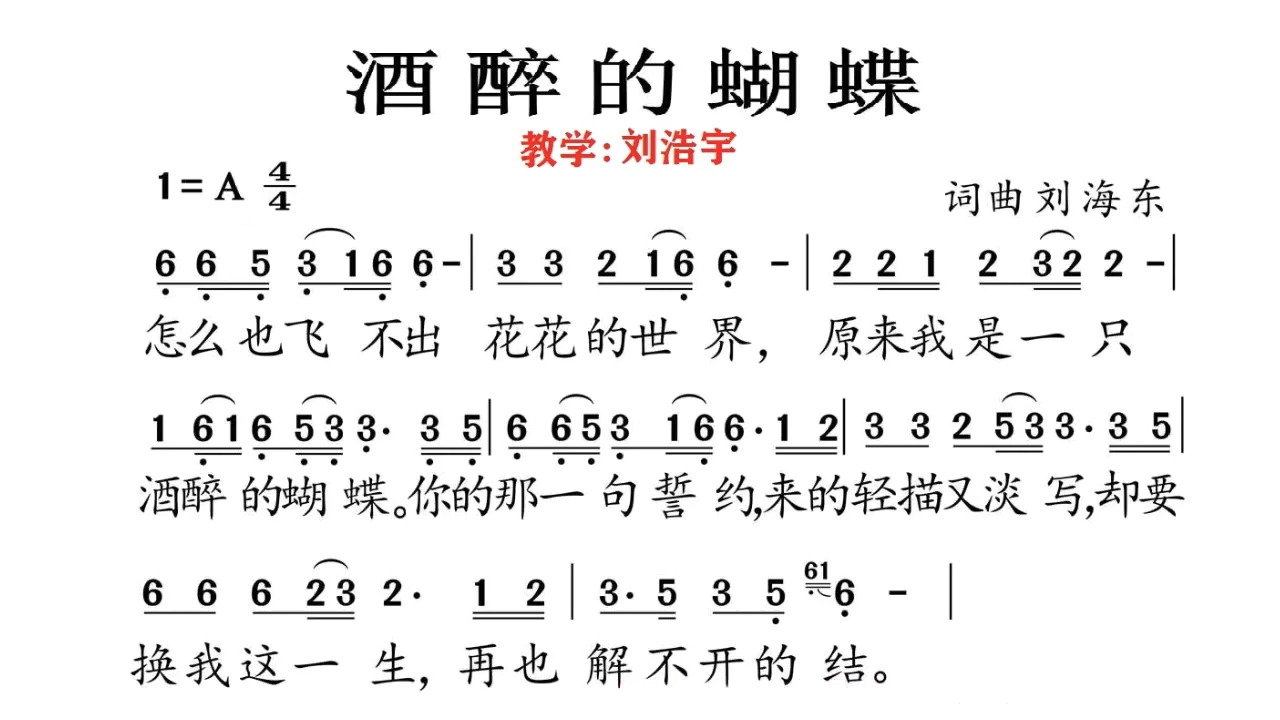 酒醉的蝴蝶
教学:刘浩宇
1=A 4/4
词曲刘海东
6 6 5 3 1 6 6 - | 3 3 2 1 6 6 - | 2 2 1 2 3 2 2 - |
怎么也飞 不出 花花的世 界，原来我是一 只
1 6 1 6 5 3 3· 3 5 | 6 6 5 3 1 6 6· 1 2 | 3 3 2 5 3 3· 3 5 |
酒醉的蝴 蝶。你的那一句誓 约,来的轻描又淡 写,却要
6 6 6 2 3 2· 1 2 | 3· 5 3 5 61 6 - |
换我这一 生，再也 解不开的 结。